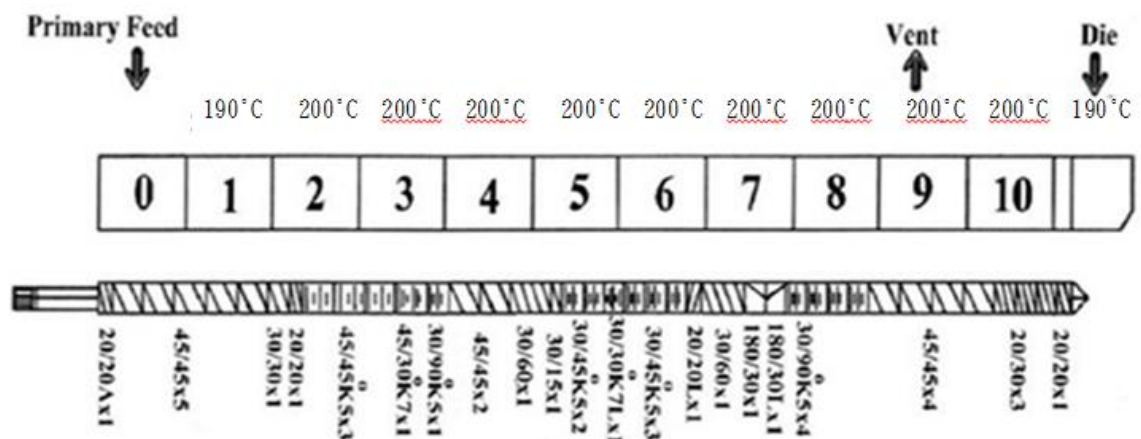 Primary Feed
Vent
Die
190°C 200°C 200°C 200°C 200°C 200°C 200°C 200°C 200°C 200°C 190°C
0 1 2 3 4 5 6 7 8 9 10
20/20Ax1
45/45x5
30/30x1
20/20x1
45/45K5x3
45/30K7x1
30/90K5x1
45/45x2
30/60x1
30/15x1
30/45K5x2
30/30K7Lx1
30/45K5x3
20/20Lx1
30/60x1
180/30x1
180/30Lx1
30/90K5x4
45/45x4
20/30x3
20/20x1